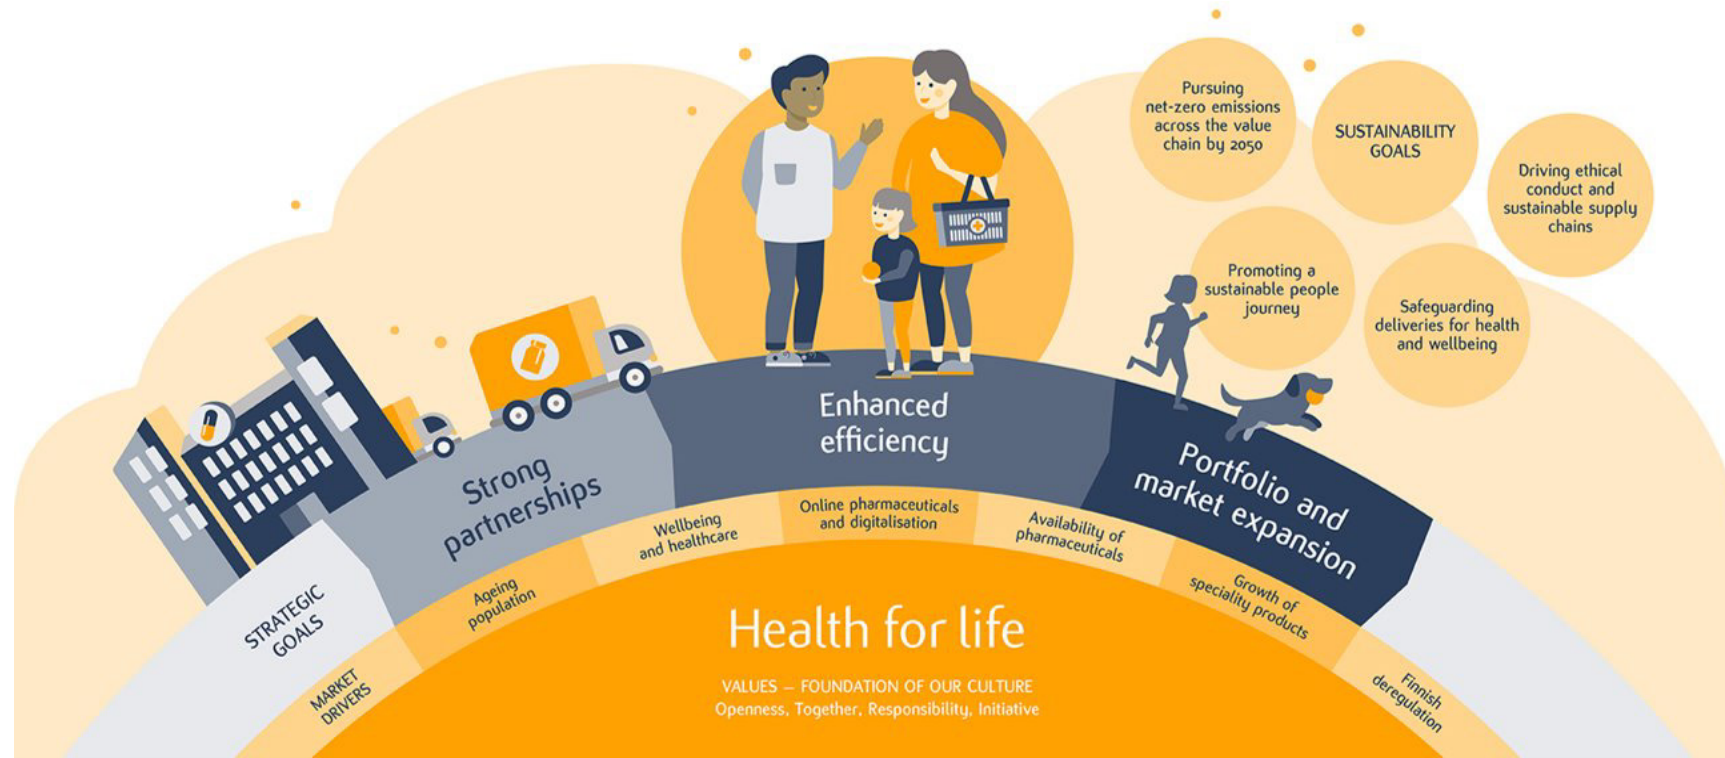 Pursuing
net-zero emissions
across the value
chain by 2050
SUSTAINABILITY
GOALS
Driving ethical
conduct and
sustainable supply
chains
Promoting a
sustainable people
journey
Safeguarding
deliveries for health
and wellbeing
STRATEGIC
GOALS
Strong
partnerships
Enhanced
efficiency
Portfolio and
market expansion
MARKET
DRIVERS
Ageing
population
Wellbeing
and healthcare
Online pharmaceuticals
and digitalisation
Availability of
pharmaceuticals
Growth of
speciality products
Finnish
deregulation
Health for life
VALUES – FOUNDATION OF OUR CULTURE
Openness, Together, Responsibility, Initiative